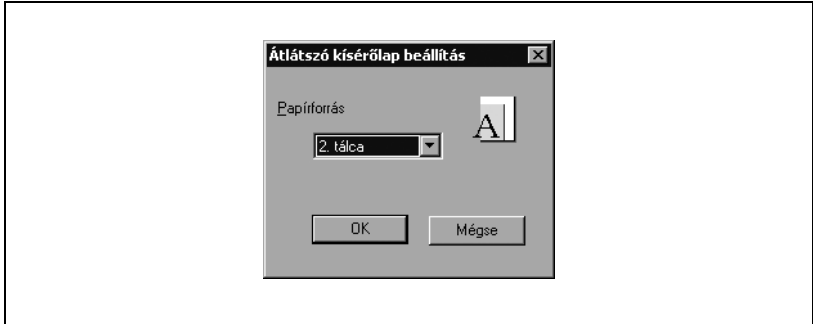 Átlátszó kísérőlap beállítás
Papírforrás
A
2. tálca
OK
Mégse